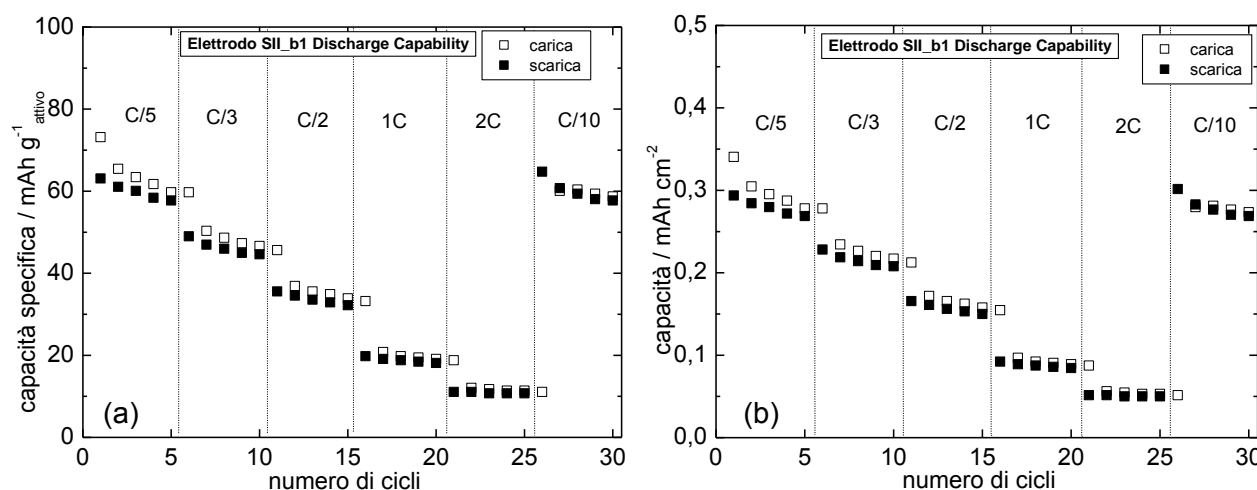 Elettrodo SII_b1 Discharge Capability
carica
scarica
C/5
C/3
C/2
1C
2C
C/10
100
80
60
40
20
0
capacità specifica / mAh g-1 attivo
(a)
0 5 10 15 20 25 30
numero di cicli
Elettrodo SII_b1 Discharge Capability
carica
scarica
C/5
C/3
C/2
1C
2C
C/10
0,5
0,4
0,3
0,2
0,1
0,0
capacità / mAh cm-2
(b)
0 5 10 15 20 25 30
numero di cicli